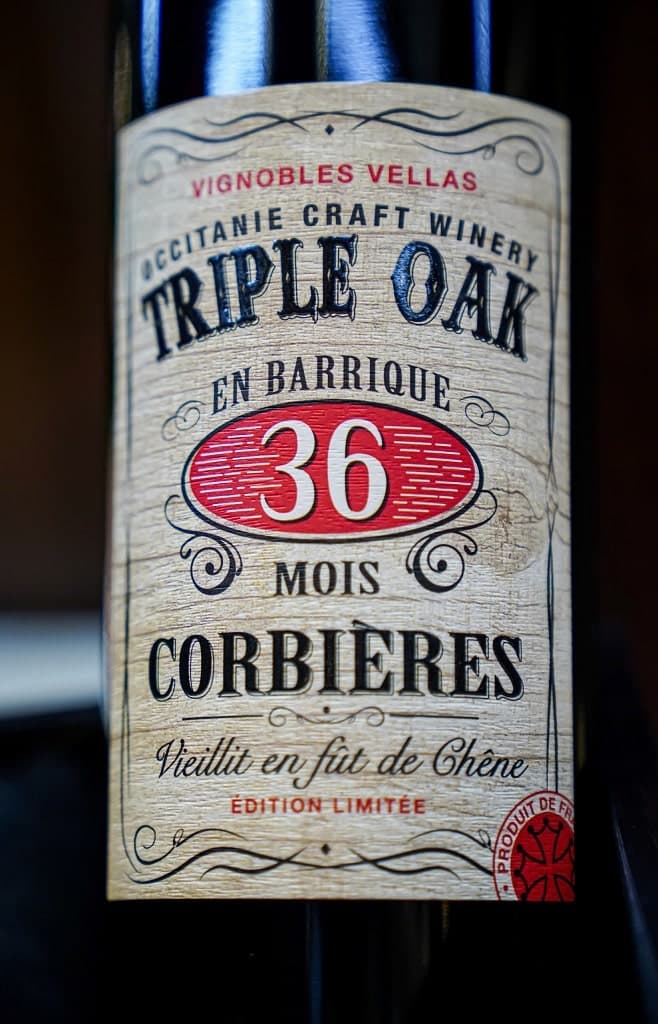 VIGNOBLES VELLAS
OCCITANIE CRAFT WINERY
TRIPLE OAK
EN BARRIQUE
36
MOIS
CORBIÈRES
Vieillit en fût de Chêne
ÉDITION LIMITÉE
• PRODUIT DE FR